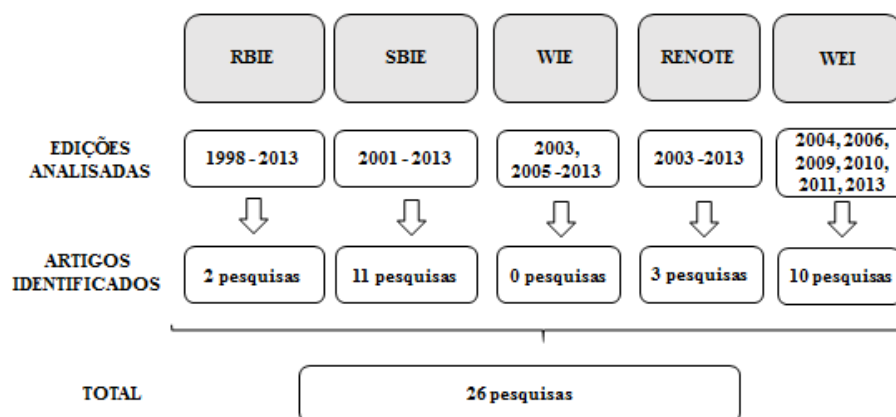 RBIE
SBIE
WIE
RENOTE
WEI
EDIÇÕES
ANALISADAS
1998 - 2013
2001 - 2013
2003,
2005 -2013
2003 -2013
2004, 2006,
2009, 2010,
2011, 2013
ARTIGOS
IDENTIFICADOS
2 pesquisas
11 pesquisas
0 pesquisas
3 pesquisas
10 pesquisas
TOTAL
26 pesquisas